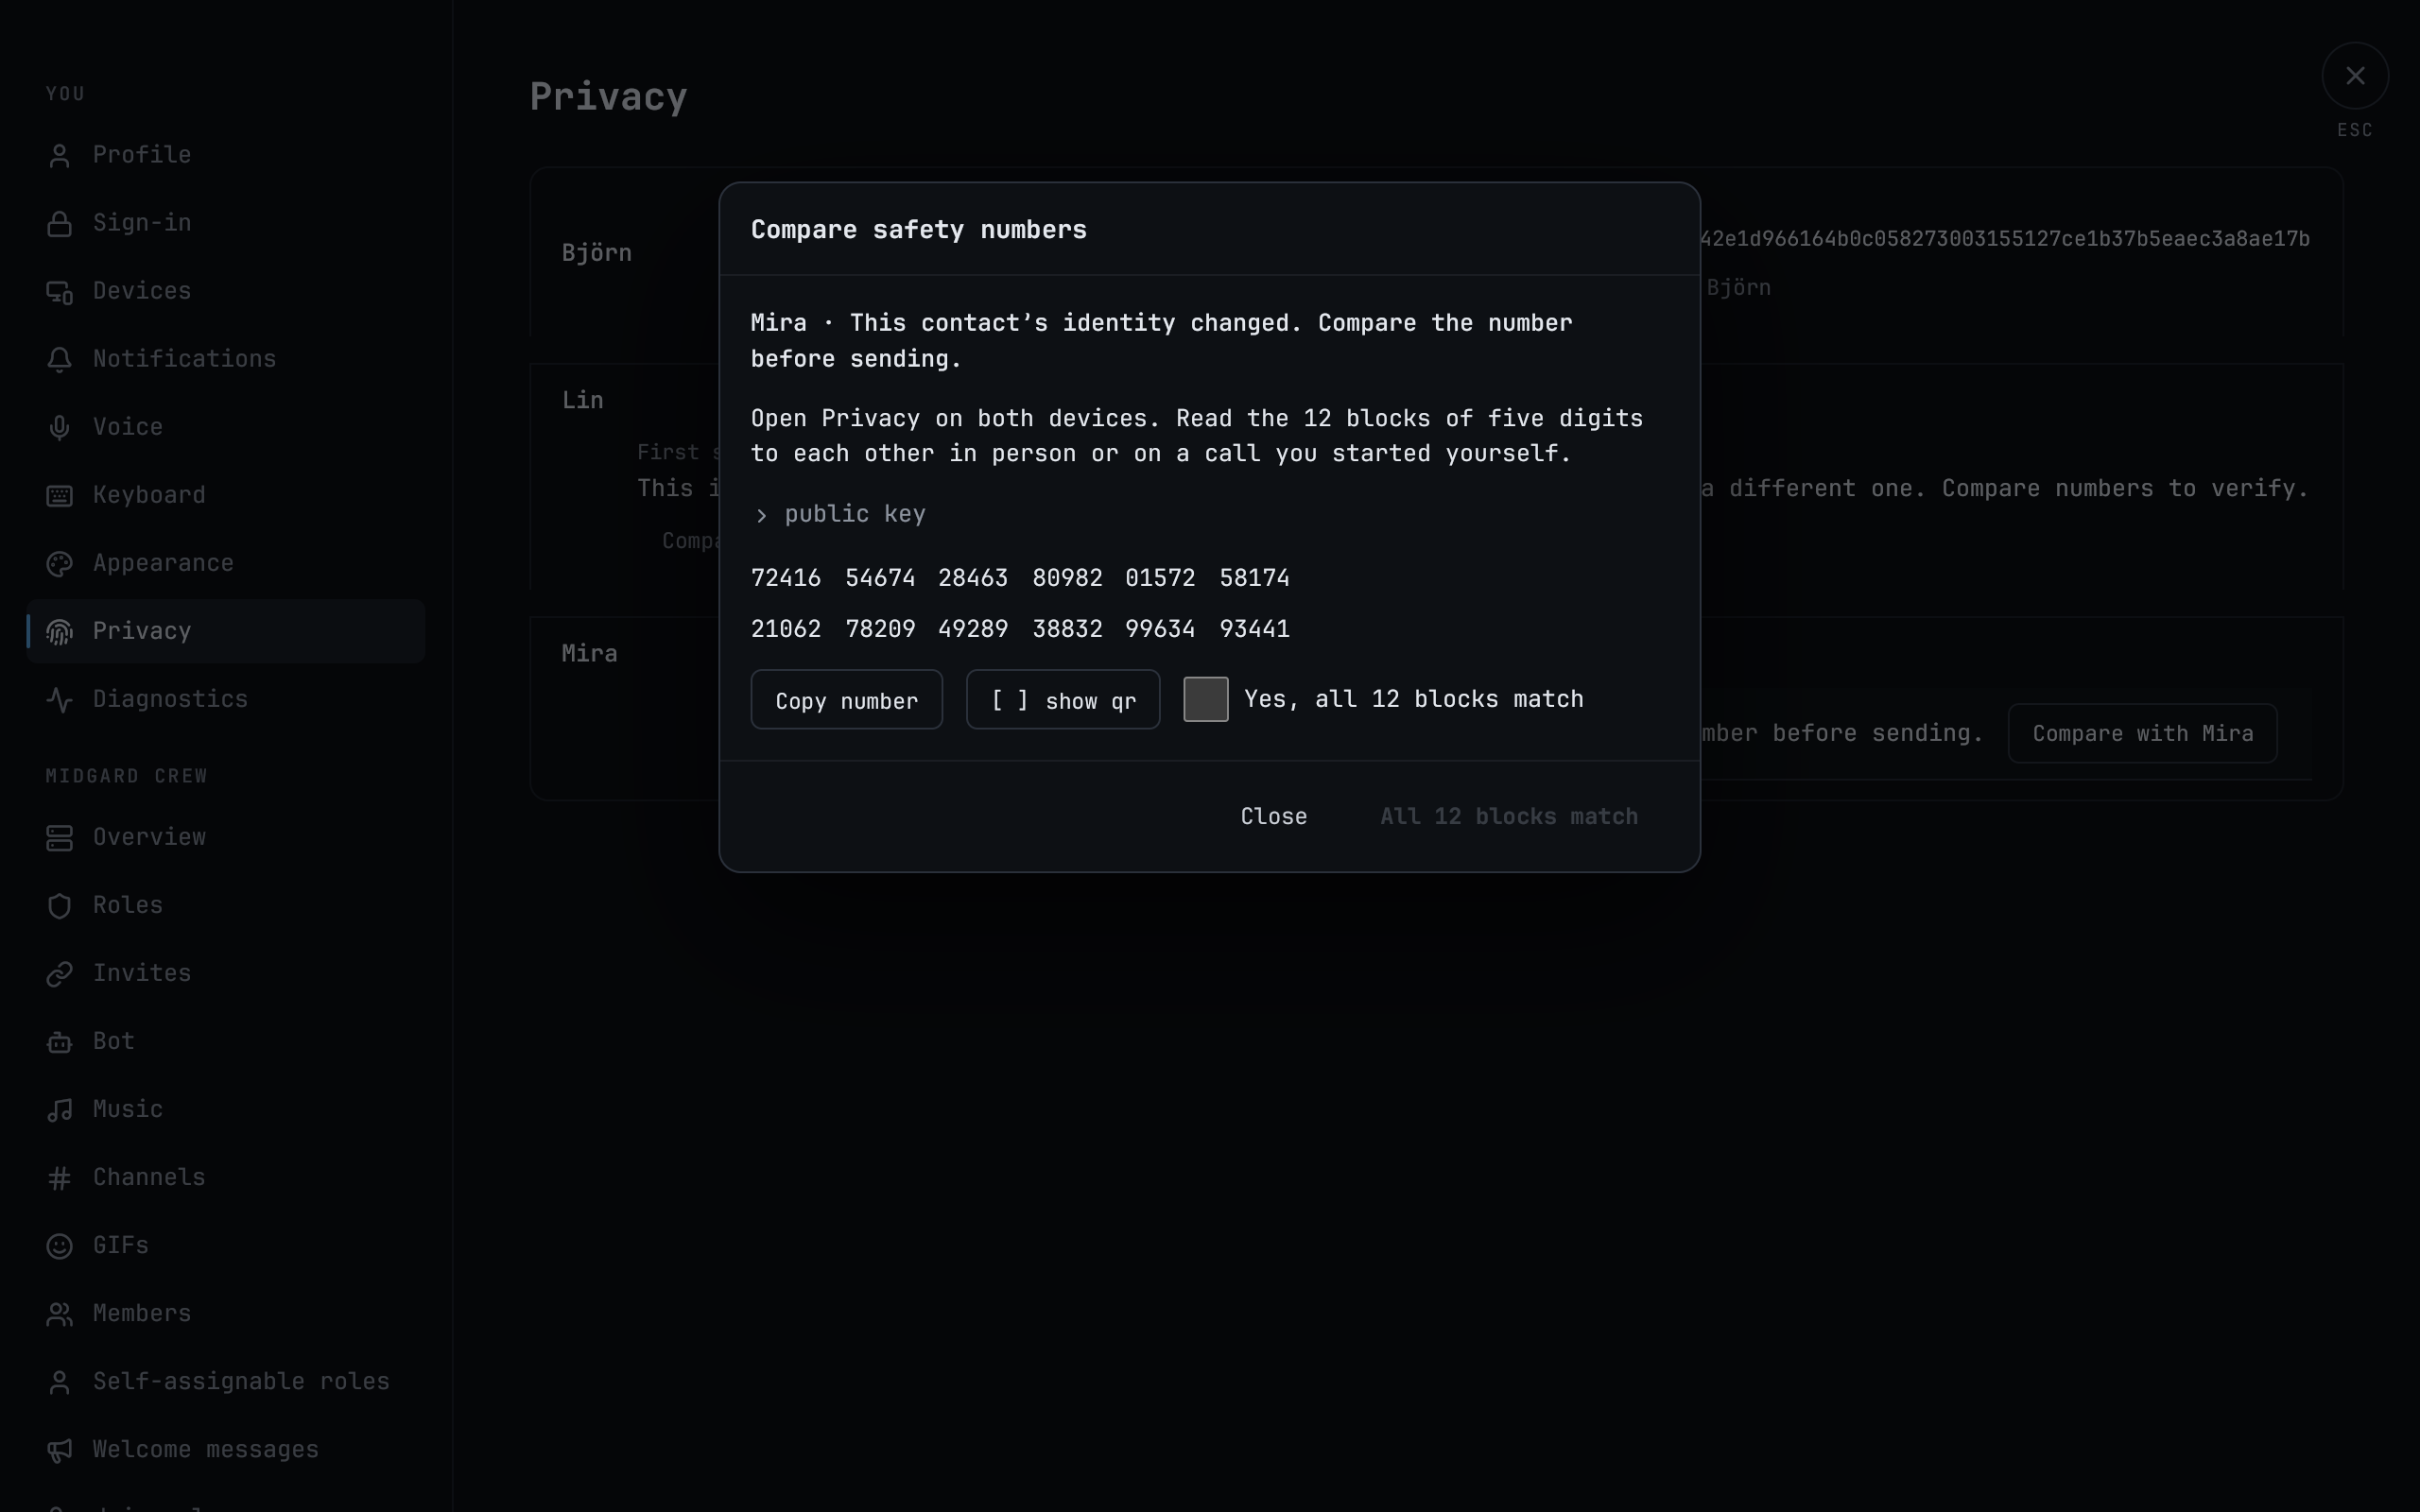 YOU
Profile
Sign-in
Devices
Notifications
Voice
Keyboard
Appearance
Privacy
Diagnostics
MIDGARD CREW
Overview
Roles
Invites
Bot
Music
Channels
GIFs
Members
Self-assignable roles
Welcome messages
Privacy
ESC
Björn
42e1d966164b0c058273003155127ce1b37b5eaec3a8ae17b
Björn
Lin
First
This
a different one. Compare numbers to verify.
Mira
before sending.
Compare with Mira
Compare safety numbers
Mira · This contact’s identity changed. Compare the number
before sending.
Open Privacy on both devices. Read the 12 blocks of five digits
to each other in person or on a call you started yourself.
public key
72416 54674 28463 80982 01572 58174
21062 78209 49289 38832 99634 93441
Copy number
[ ] show qr
Yes, all 12 blocks match
Close
All 12 blocks match